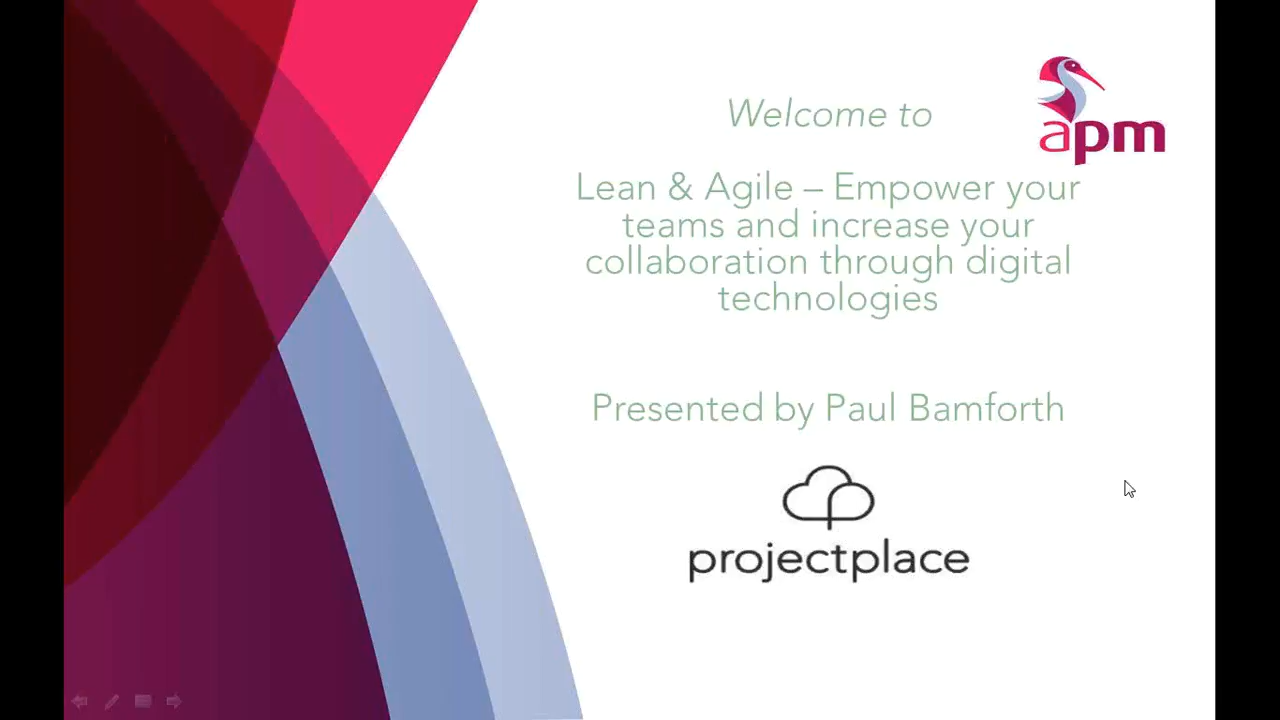 Welcome to
apm
Lean & Agile – Empower your
teams and increase your
collaboration through digital
technologies
Presented by Paul Bamforth
projectplace